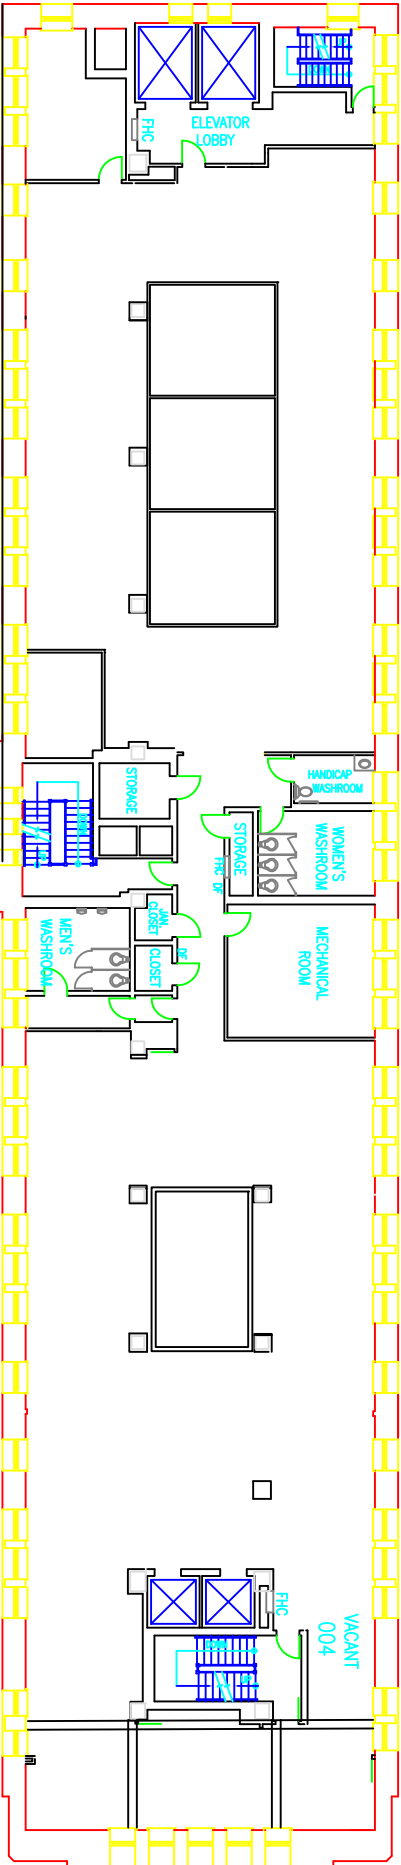 ELEVATOR
LOBBY
FHC
HANDICAP
WASHROOM
STORAGE
WOMEN'S
WASHROOM
STORAGE
FHC DF
JAN.
CLOSET
MEN'S
WASHROOM
DF
CLOSET
MECHANICAL
ROOM
FHC
VACANT
004